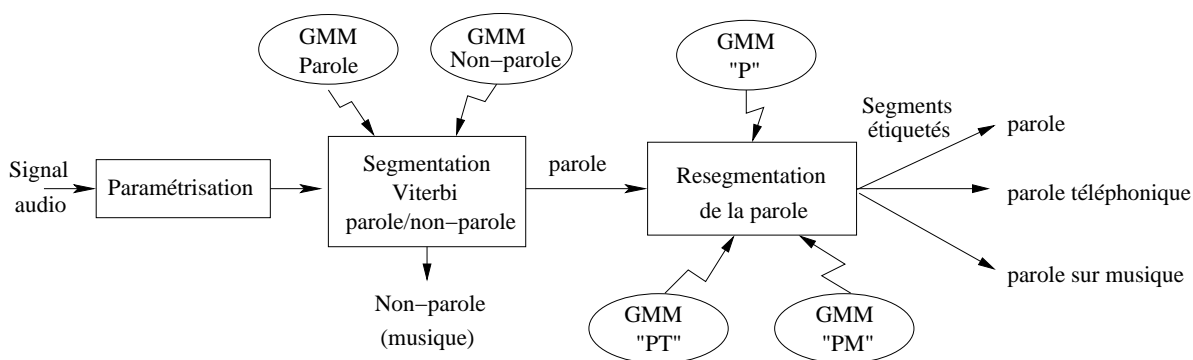 GMM
Parole
GMM
Non−parole
GMM
"P"
Segments
étiquetés
Signal
audio
Paramétrisation
Segmentation
Viterbi
parole/non−parole
parole
Resegmentation
de la parole
parole
parole téléphonique
parole sur musique
Non−parole
(musique)
GMM
"PT"
GMM
"PM"